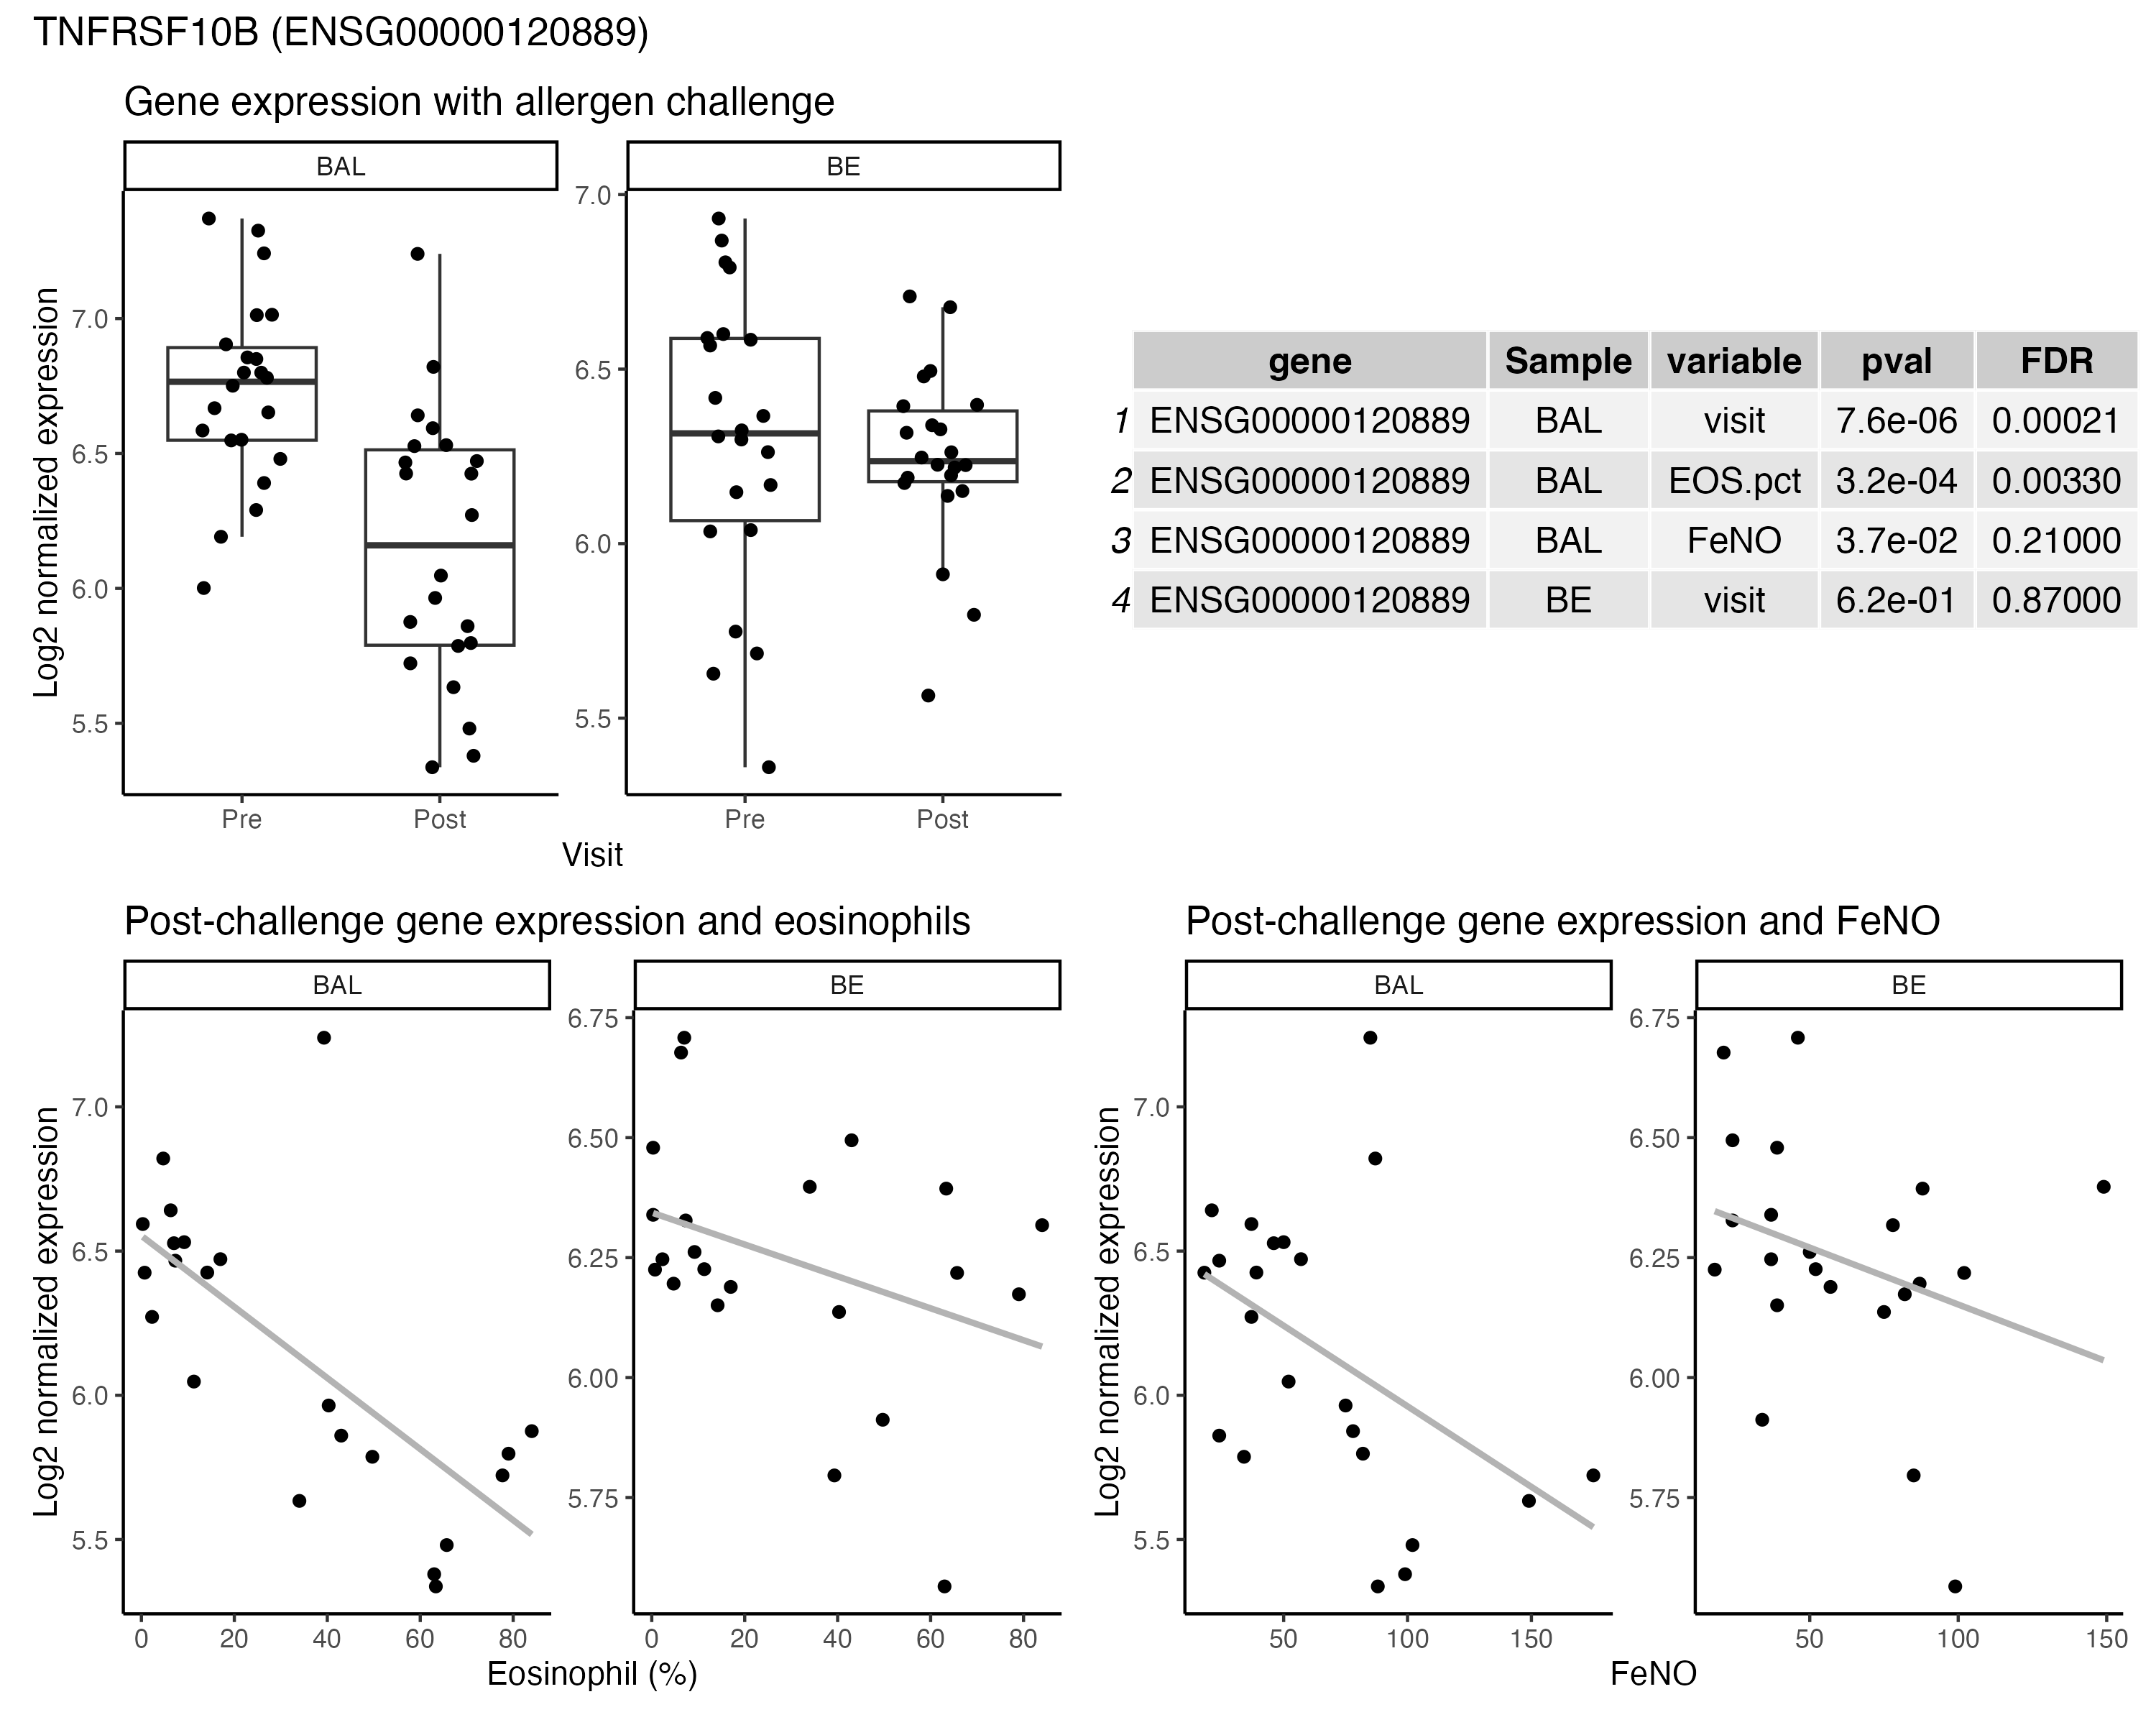 TNFRSF10B (ENSG00000120889)
Gene expression with allergen challenge
BAL
BE
Log2 normalized expression
7.0
6.5
6.0
5.5
7.0
6.5
6.0
5.5
Pre
Post
Pre
Post
Visit
gene Sample variable pval FDR
1 ENSG00000120889 BAL visit 7.6e-06 0.00021
2 ENSG00000120889 BAL EOS.pct 3.2e-04 0.00330
3 ENSG00000120889 BAL FeNO 3.7e-02 0.21000
4 ENSG00000120889 BE visit 6.2e-01 0.87000
Post-challenge gene expression and eosinophils
BAL
BE
Log2 normalized expression
7.0
6.5
6.0
5.5
6.75
6.50
6.25
6.00
5.75
0 20 40 60 80
0 20 40 60 80
Eosinophil (%)
Post-challenge gene expression and FeNO
BAL
BE
Log2 normalized expression
7.0
6.5
6.0
5.5
6.75
6.50
6.25
6.00
5.75
50 100 150
50 100 150
FeNO